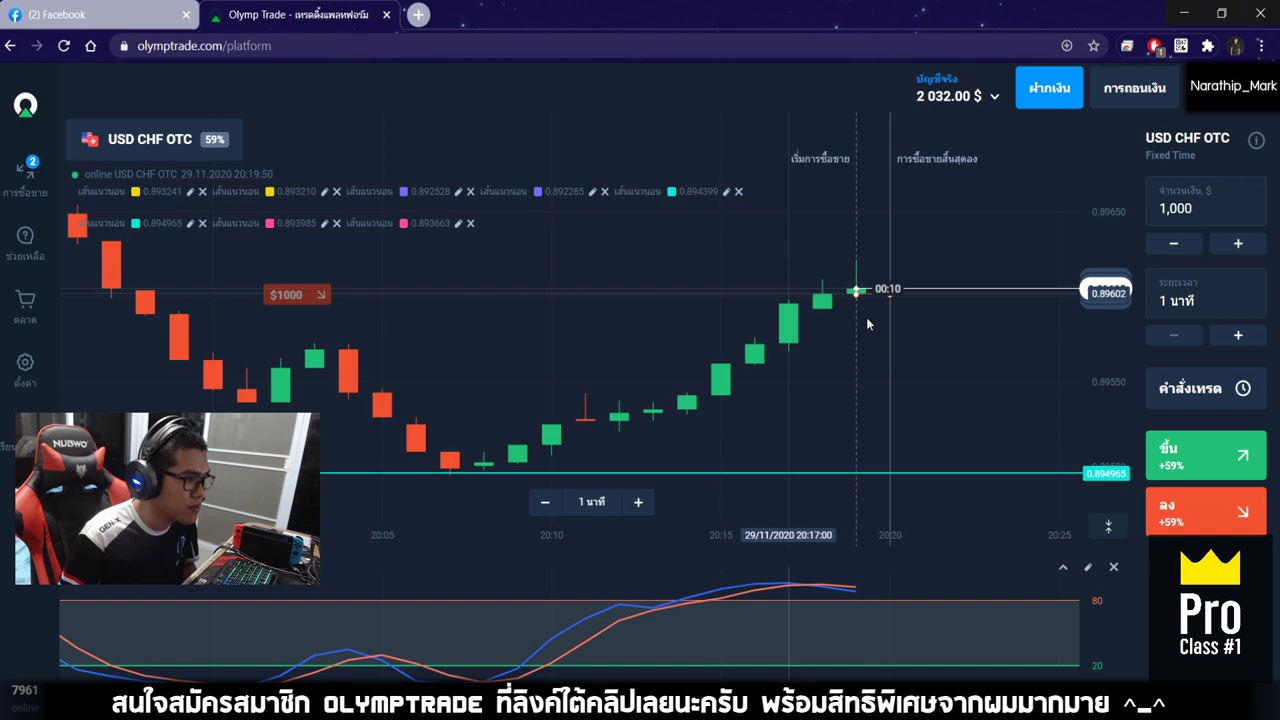 (2) Facebook
Olymp Trade - เทรดดิ้งแพลทฟอร์ม
olymptrade.com/platform
1
บัญชีจริง
2 032.00 $
ฝากเงิน
การถอนเงิน
Narathip_Mark
USD CHF OTC 59%
USD CHF OTC
Fixed Time
เริ่มการซื้อขาย
การซื้อขายสิ้นสุดลง
2
การซื้อขาย
online USD CHF OTC 29.11.2020 20:19:50
เส้นแนวนอน 0.893241 เส้นแนวนอน 0.893210 เส้นแนวนอน 0.892528 เส้นแนวนอน 0.892285 เส้นแนวนอน 0.894399
เส้นแนวนอน 0.894965 เส้นแนวนอน 0.893985 เส้นแนวนอน 0.893663
0.89650
จำนวนเงิน, $
1,000
ช่วยเหลือ
$1000
00:10
0.89602
ระยะเวลา
1 นาที
ตลาด
ตั้งค่า
0.89550
คำสั่งเทรด
ขึ้น
+59%
0.894965
ลง
+59%
1 นาที
20:05
20:10
20:15
29/11/2020 20:17:00
20:20
20:25
80
20
NUBWO
GEN-X
Pro
Class #1
7961
online
สนใจสมัครสมาชิก OLYMPTRADE ที่ลิงค์ใต้คลิปเลยนะครับ พร้อมสิทธิพิเศษจากผมมากมาย ^_^